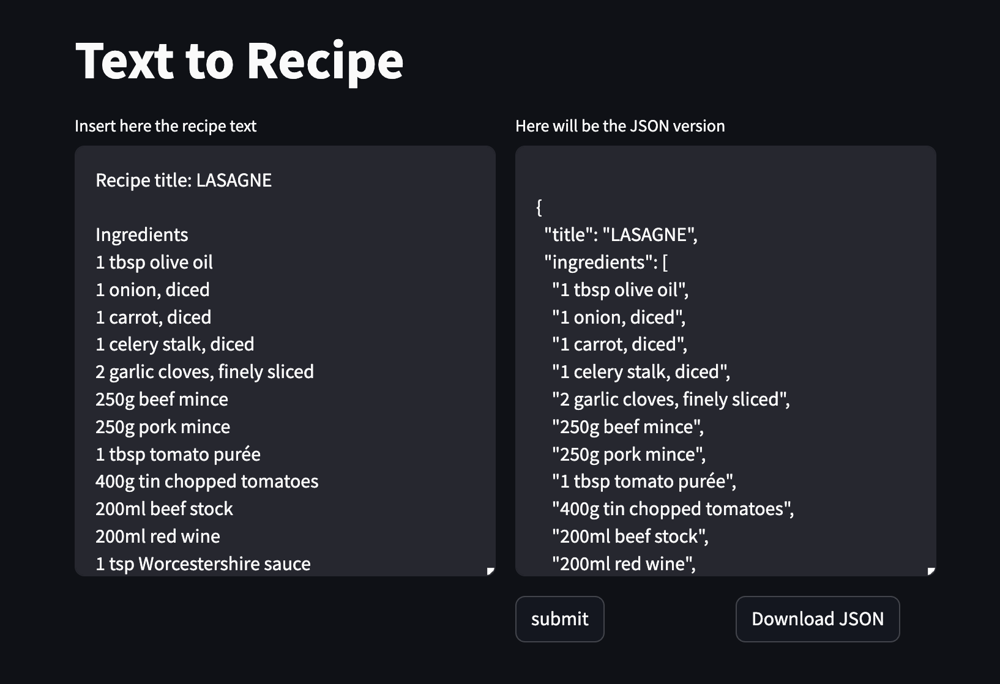 Text to Recipe
Insert here the recipe text
Recipe title: LASAGNE
Ingredients
1 tbsp olive oil
1 onion, diced
1 carrot, diced
1 celery stalk, diced
2 garlic cloves, finely sliced
250g beef mince
250g pork mince
1 tbsp tomato purée
400g tin chopped tomatoes
200ml beef stock
200ml red wine
1 tsp Worcestershire sauce
Here will be the JSON version
{
"title": "LASAGNE",
"ingredients": [
"1 tbsp olive oil",
"1 onion, diced",
"1 carrot, diced",
"1 celery stalk, diced",
"2 garlic cloves, finely sliced",
"250g beef mince",
"250g pork mince",
"1 tbsp tomato purée",
"400g tin chopped tomatoes",
"200ml beef stock",
"200ml red wine",
submit
Download JSON